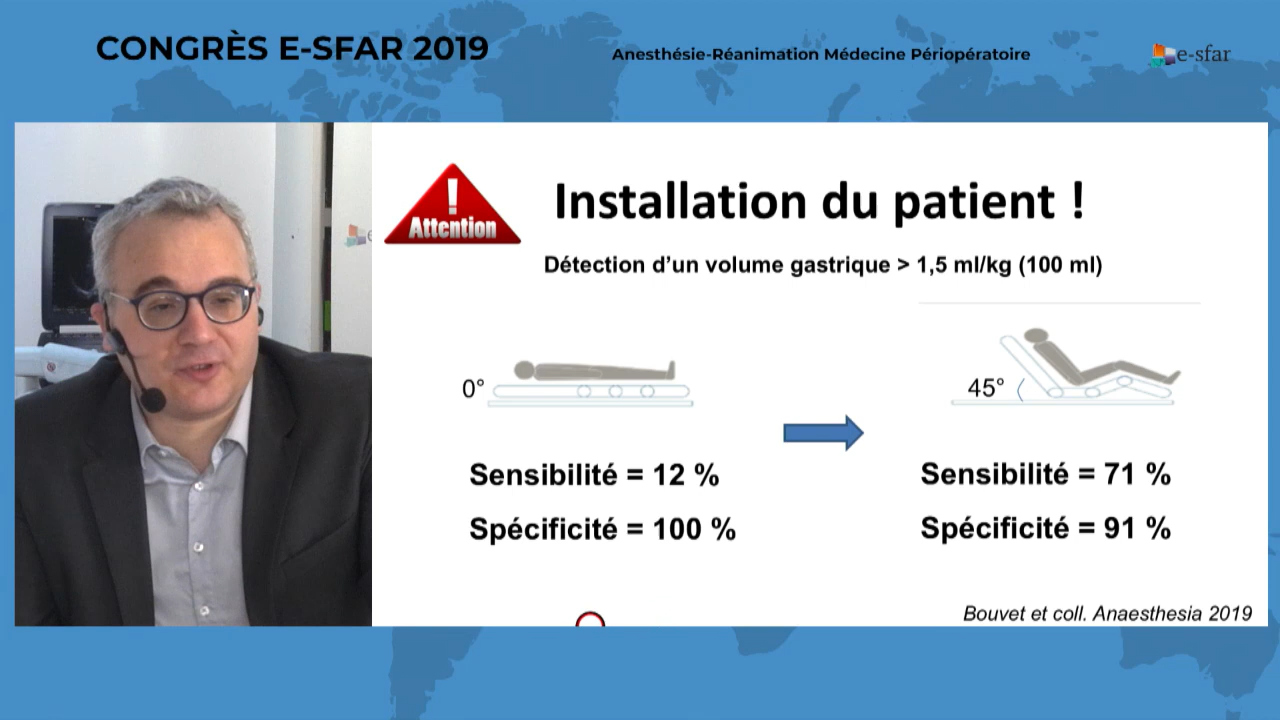 CONGRÈS E-SFAR 2019
Anesthésie-Réanimation Médecine Périopératoire
e-sfar
Attention
Installation du patient !
Détection d'un volume gastrique > 1,5 ml/kg (100 ml)
0°
45°
Sensibilité = 12 %
Spécificité = 100 %
Sensibilité = 71 %
Spécificité = 91 %
Bouvet et coll. Anaesthesia 2019